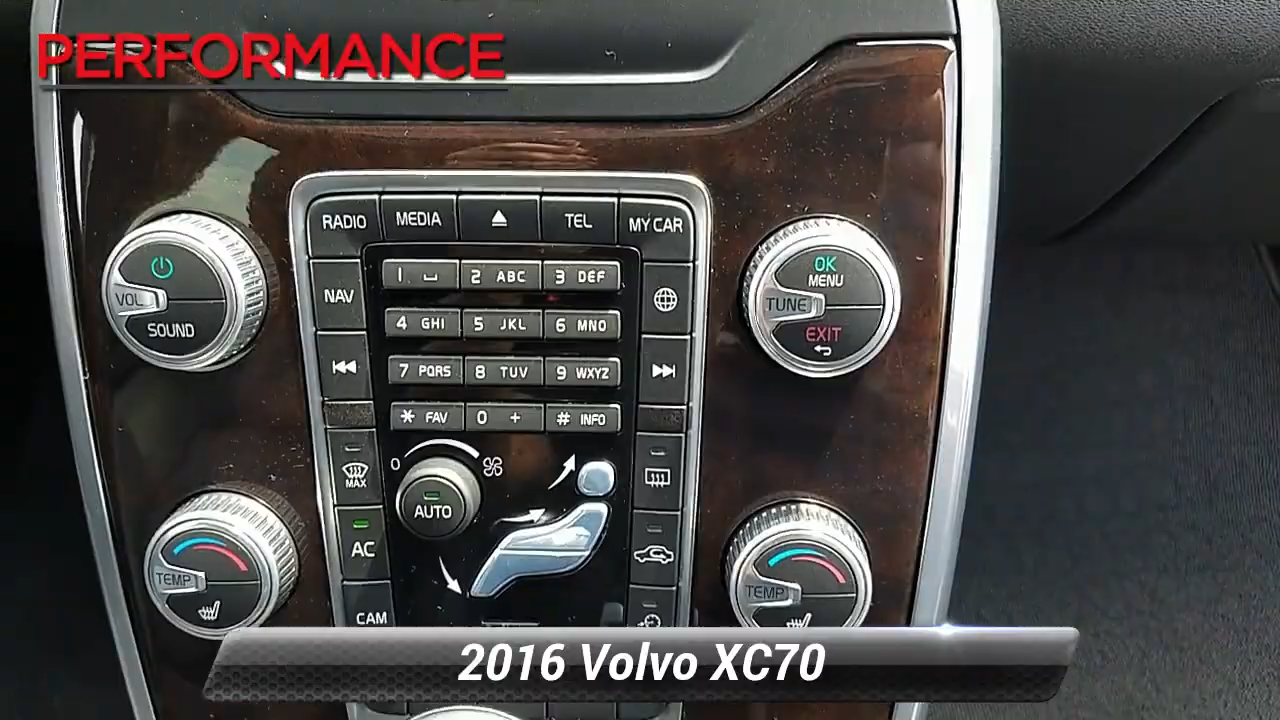 PERFORMANCE
RADIO MEDIA TEL MY CAR
VOL
SOUND
NAV
1 2 ABC 3 DEF
4 GHI 5 JKL 6 MNO
7 PQRS 8 TUV 9 WXYZ
* FAV 0 + # INFO
OK
MENU
TUNE
EXIT
MAX
0
AUTO
AC
CAM
TEMP
TEMP
2016 Volvo XC70